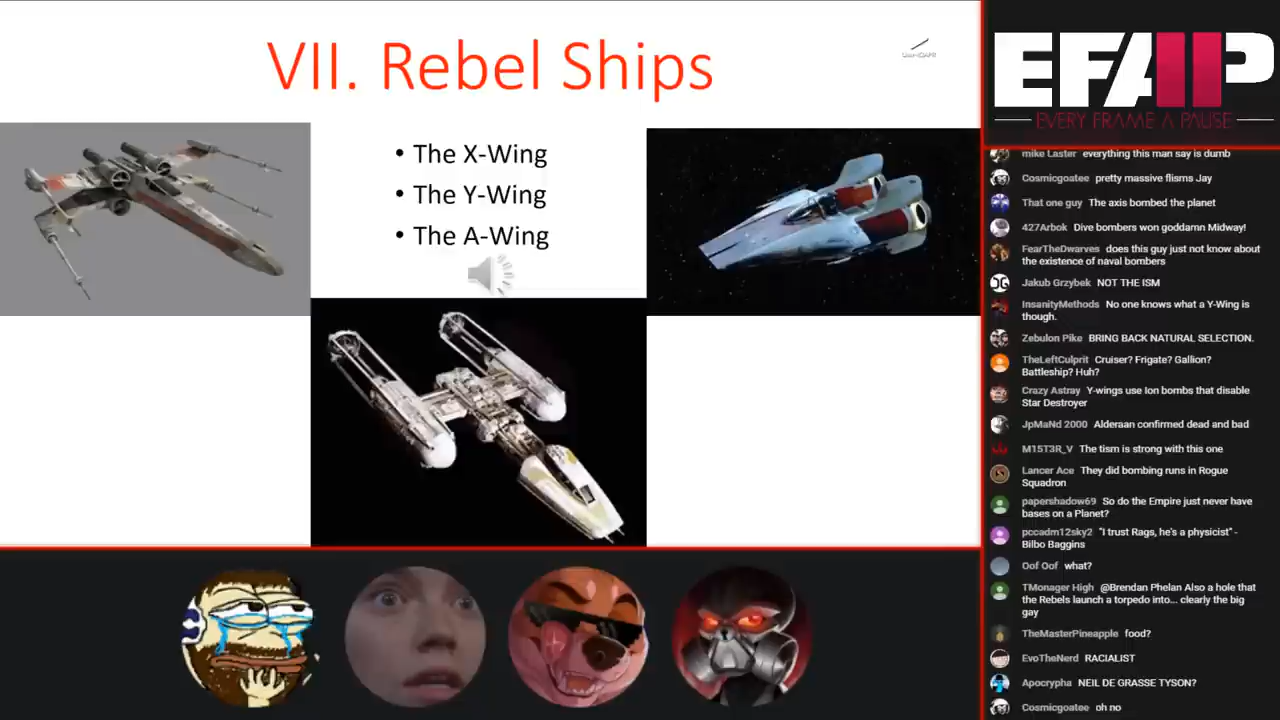 VII. Rebel Ships
• The X-Wing
• The Y-Wing
• The A-Wing
EFAP
EVERY FRAME A PAUSE
mike Laster everything this man say is dumb
Cosmicgoatee pretty massive flisms Jay
That one guy The axis bombed the planet
427Arbok Dive bombers won goddamn Midway!
FearTheDwarves does this guy just not know about
the existence of naval bombers
Jakub Grzybek NOT THE ISM
InsanityMethods No one knows what a Y-Wing is
though.
Zebulon Pike BRING BACK NATURAL SELECTION.
TheLeftCulprit Cruiser? Frigate? Gallion?
Battleship? Huh?
Crazy Astray Y-wings use Ion bombs that disable
Star Destroyer
JpMaNd 2000 Alderaan confirmed dead and bad
M15T3R_V The tism is strong with this one
Lancer Ace They did bombing runs in Rogue
Squadron
papershadow69 So do the Empire just never have
bases on a Planet?
pccadm12sky2 "I trust Rags, he's a physicist" -
Bilbo Baggins
Oof Oof what?
TManager High @Brendan Phelan Also a hole that
the Rebels launch a torpedo into... clearly the big
gay
TheMasterPineapple food?
EvoTheNerd RACIALIST
Apocrypha NEIL DE GRASSE TYSON?
Cosmicgoatee oh no